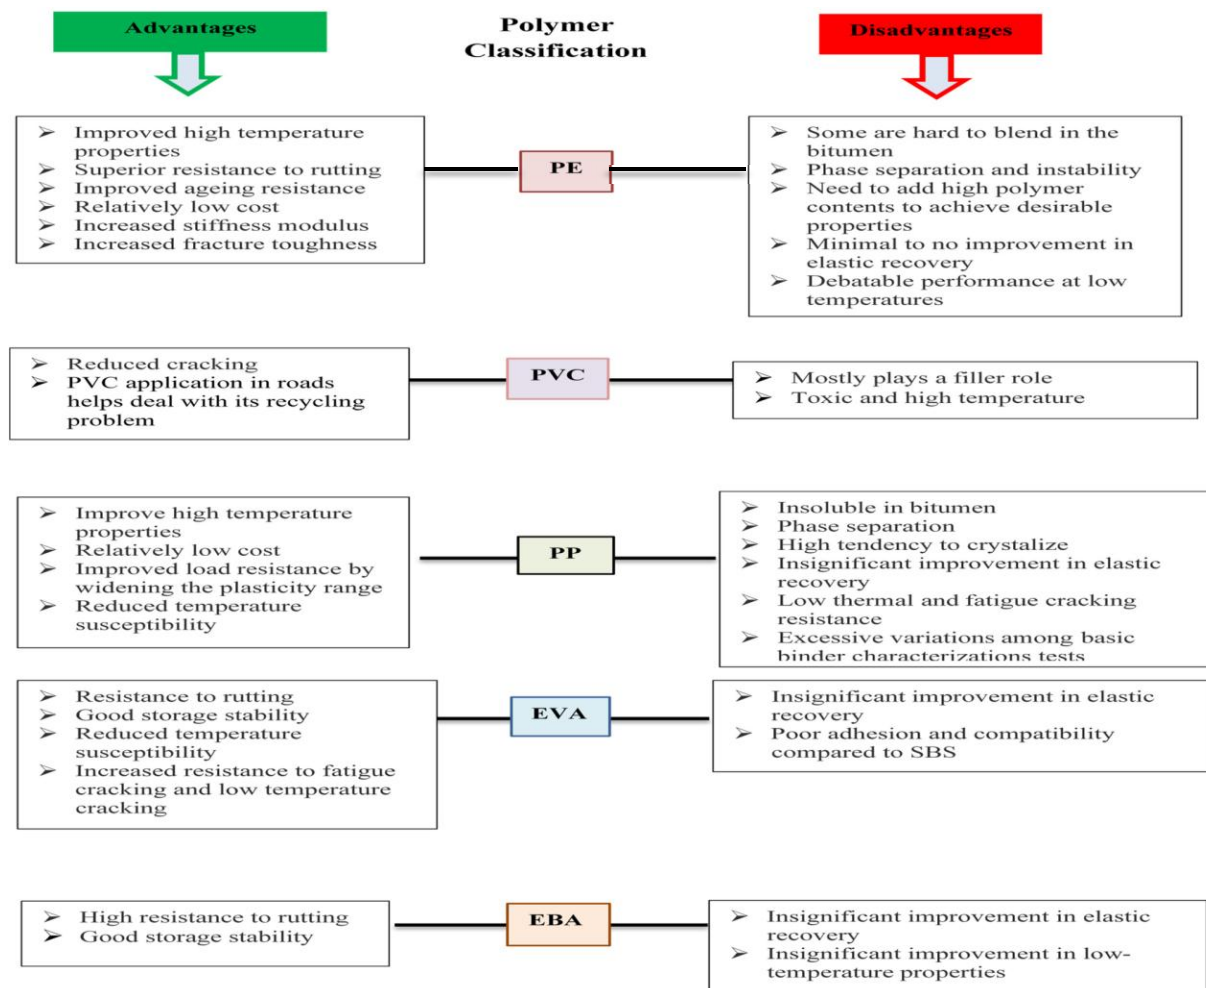 Advantages
Polymer
Classification
Disadvantages
➢ Improved high temperature
properties
➢ Superior resistance to rutting
➢ Improved ageing resistance
➢ Relatively low cost
➢ Increased stiffness modulus
➢ Increased fracture toughness
PE
➢ Some are hard to blend in the
bitumen
➢ Phase separation and instability
➢ Need to add high polymer
contents to achieve desirable
properties
➢ Minimal to no improvement in
elastic recovery
➢ Debatable performance at low
temperatures
➢ Reduced cracking
➢ PVC application in roads
helps deal with its recycling
problem
PVC
➢ Mostly plays a filler role
➢ Toxic and high temperature
➢ Improve high temperature
properties
➢ Relatively low cost
➢ Improved load resistance by
widening the plasticity range
➢ Reduced temperature
susceptibility
PP
➢ Insoluble in bitumen
➢ Phase separation
➢ High tendency to crystalize
➢ Insignificant improvement in elastic
recovery
➢ Low thermal and fatigue cracking
resistance
➢ Excessive variations among basic
binder characterizations tests
➢ Resistance to rutting
➢ Good storage stability
➢ Reduced temperature
susceptibility
➢ Increased resistance to fatigue
cracking and low temperature
cracking
EVA
➢ Insignificant improvement in elastic
recovery
➢ Poor adhesion and compatibility
compared to SBS
➢ High resistance to rutting
➢ Good storage stability
EBA
➢ Insignificant improvement in elastic
recovery
➢ Insignificant improvement in low-
temperature properties